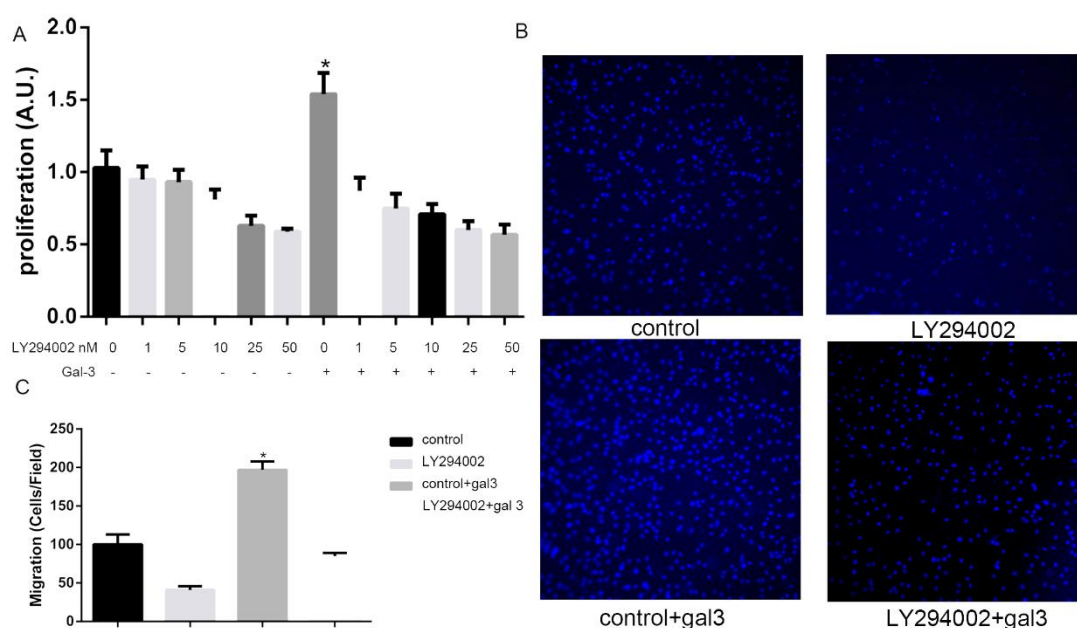 A
2.0
1.5
1.0
0.5
0.0
proliferation (A.U.)
*
LY294002 nM 0 1 5 10 25 50 0 1 5 10 25 50
Gal-3 - - - - - - + + + + + +
B
control
LY294002
control+gal3
LY294002+gal3
C
250
200
150
100
50
0
Migration (Cells/Field)
*
control
LY294002
control+gal3
LY294002+gal 3